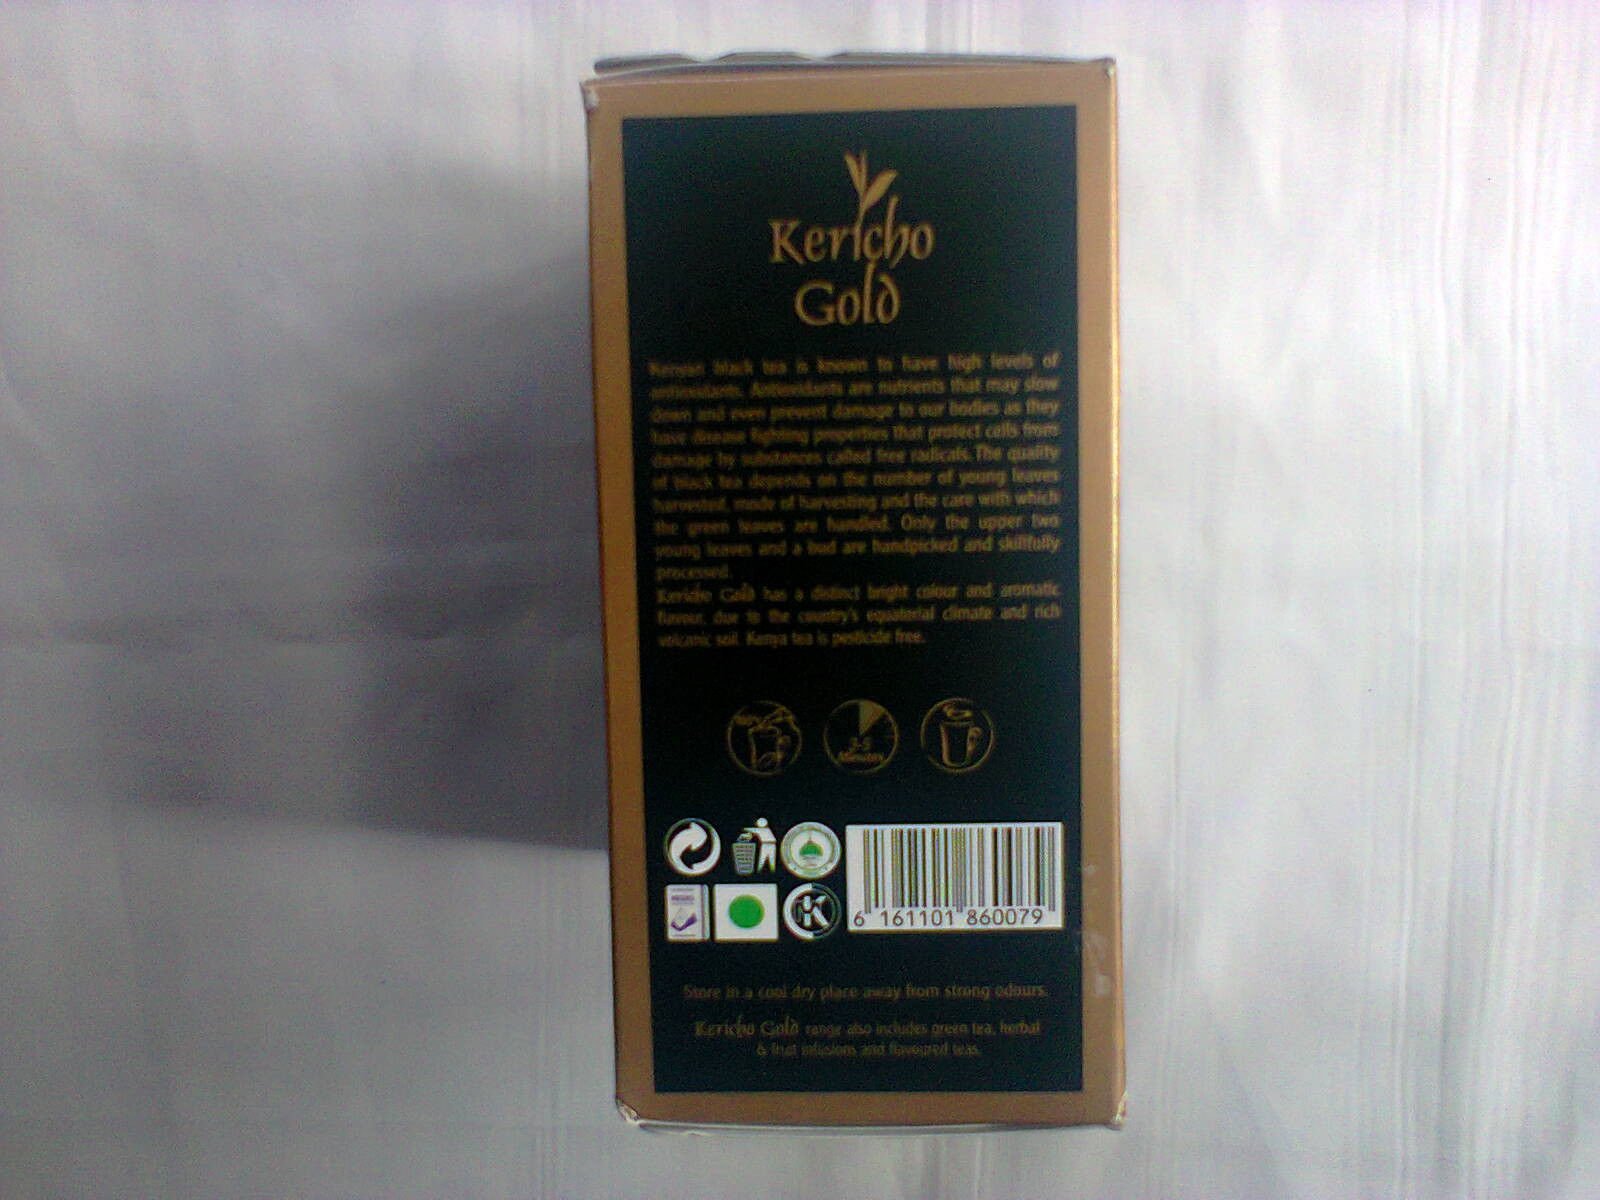 Kericho
Gold
Kenyan black tea is known to have high levels of
antioxidants. Antioxidants are nutrients that may slow
down and even prevent damage to our bodies as they
have disease fighting properties that protect cells from
damage by substances called free radicals. The quality
of black tea depends on the number of young leaves
harvested, mode of harvesting and the care with which
the green leaves are handled. Only the upper two
young leaves and a bud are handpicked and skillfully
processed.
Kericho Gold has a distinct bright colour and aromatic
flavour, due to the country's equatorial climate and rich
volcanic soil. Kenya tea is pesticide free.
3-5
Minutes
K
6 161101 860079
Store in a cool dry place away from strong odours.
Kericho Gold range also includes green tea, herbal
& fruit infusions and flavoured teas.